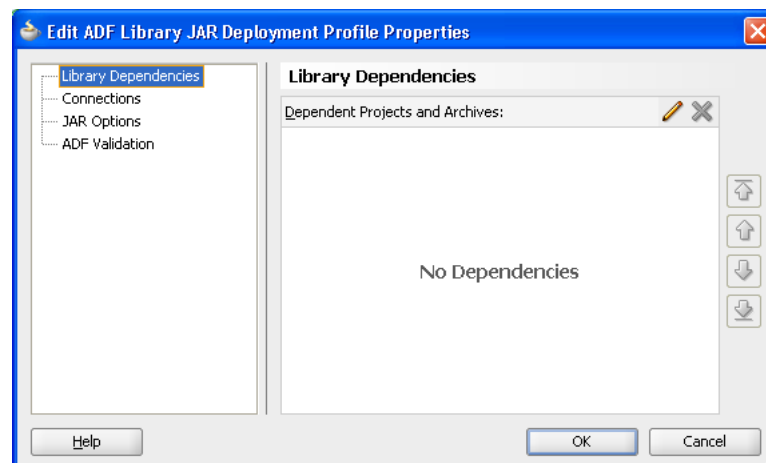 Edit ADF Library JAR Deployment Profile Properties
Library Dependencies
Connections
JAR Options
ADF Validation
Library Dependencies
Dependent Projects and Archives:
No Dependencies
Help
OK
Cancel